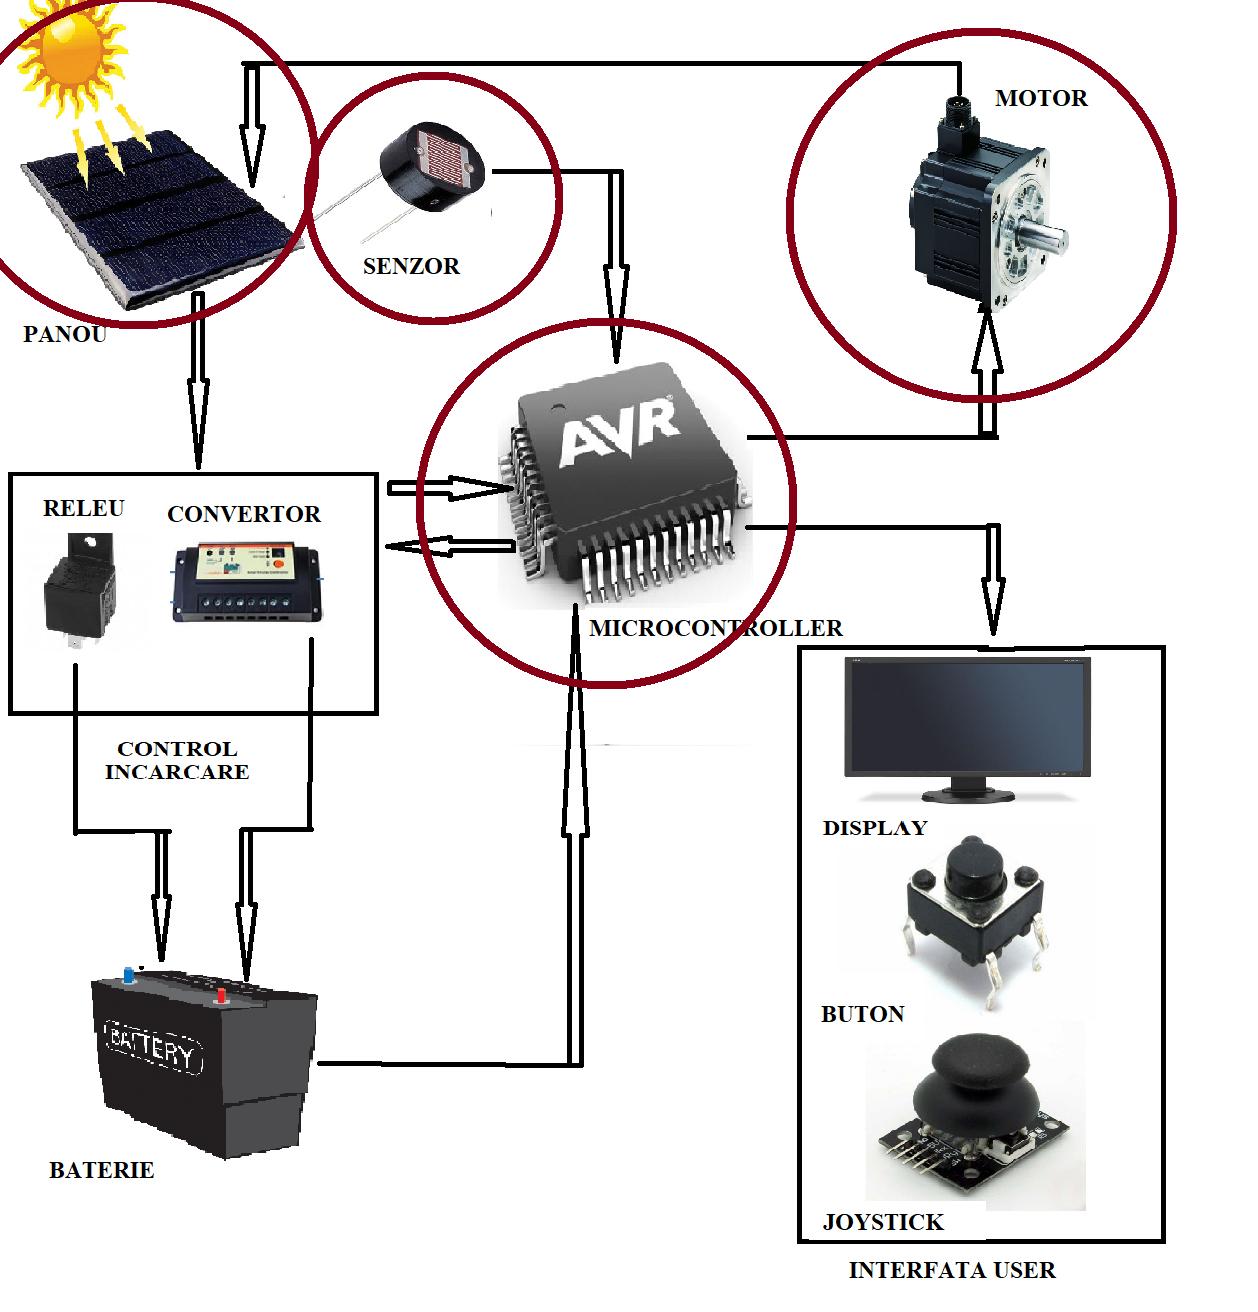 MOTOR
SENZOR
PANOU
AVR
RELEU
CONVERTOR
MICROCONTROLLER
CONTROL
INCARCARE
DISPLAY
BUTON
BATTERY
BATERIE
JOYSTICK
INTERFATA USER